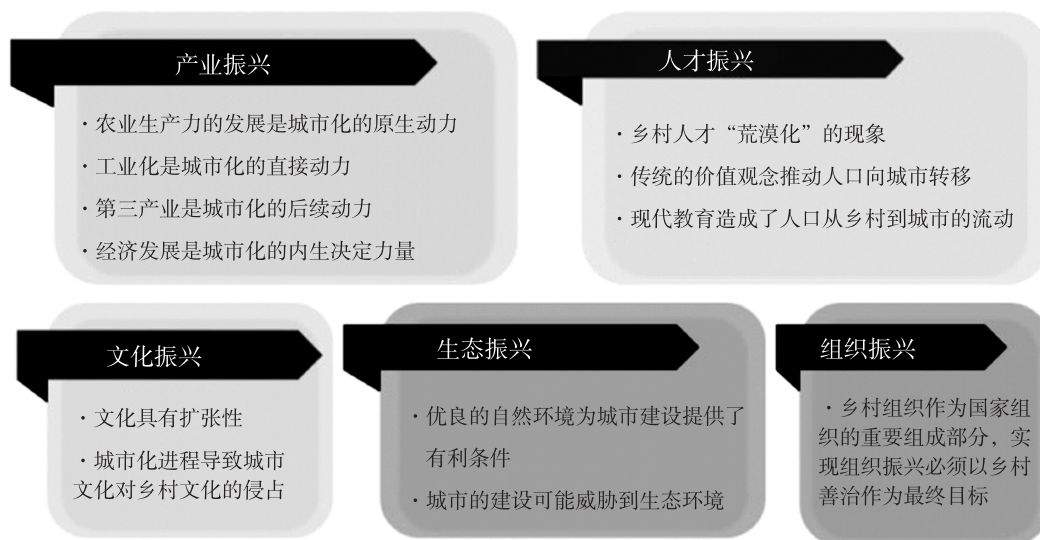 产业振兴
·农业生产力的发展是城市化的原生动力
·工业化是城市化的直接动力
·第三产业是城市化的后续动力
·经济发展是城市化的内生决定力量
人才振兴
·乡村人才“荒漠化”的现象
·传统的价值观念推动人口向城市转移
·现代教育造成了人口从乡村到城市的流动
文化振兴
·文化具有扩张性
·城市化进程导致城市
文化对乡村文化的侵占
生态振兴
·优良的自然环境为城市建设提供了
有利条件
·城市的建设可能威胁到生态环境
组织振兴
·乡村组织作为国家组
织的重要组成部分，实
现组织振兴必须以乡村
善治作为最终目标